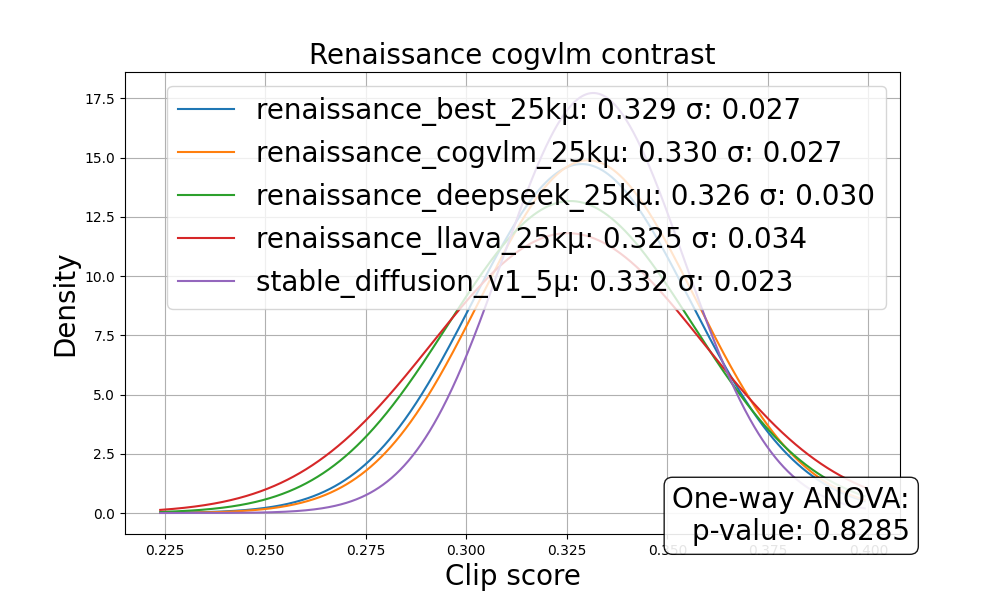 Renaissance cogvlm contrast
renaissance_best_25kμ: 0.329 σ: 0.027
renaissance_cogvlm_25kμ: 0.330 σ: 0.027
renaissance_deepseek_25kμ: 0.326 σ: 0.030
renaissance_llava_25kμ: 0.325 σ: 0.034
stable_diffusion_v1_5μ: 0.332 σ: 0.023
Density
17.5
15.0
12.5
10.0
7.5
5.0
2.5
0.0
One-way ANOVA:
p-value: 0.8285
0.225 0.250 0.275 0.300 0.325 0.350 0.375 0.400
Clip score